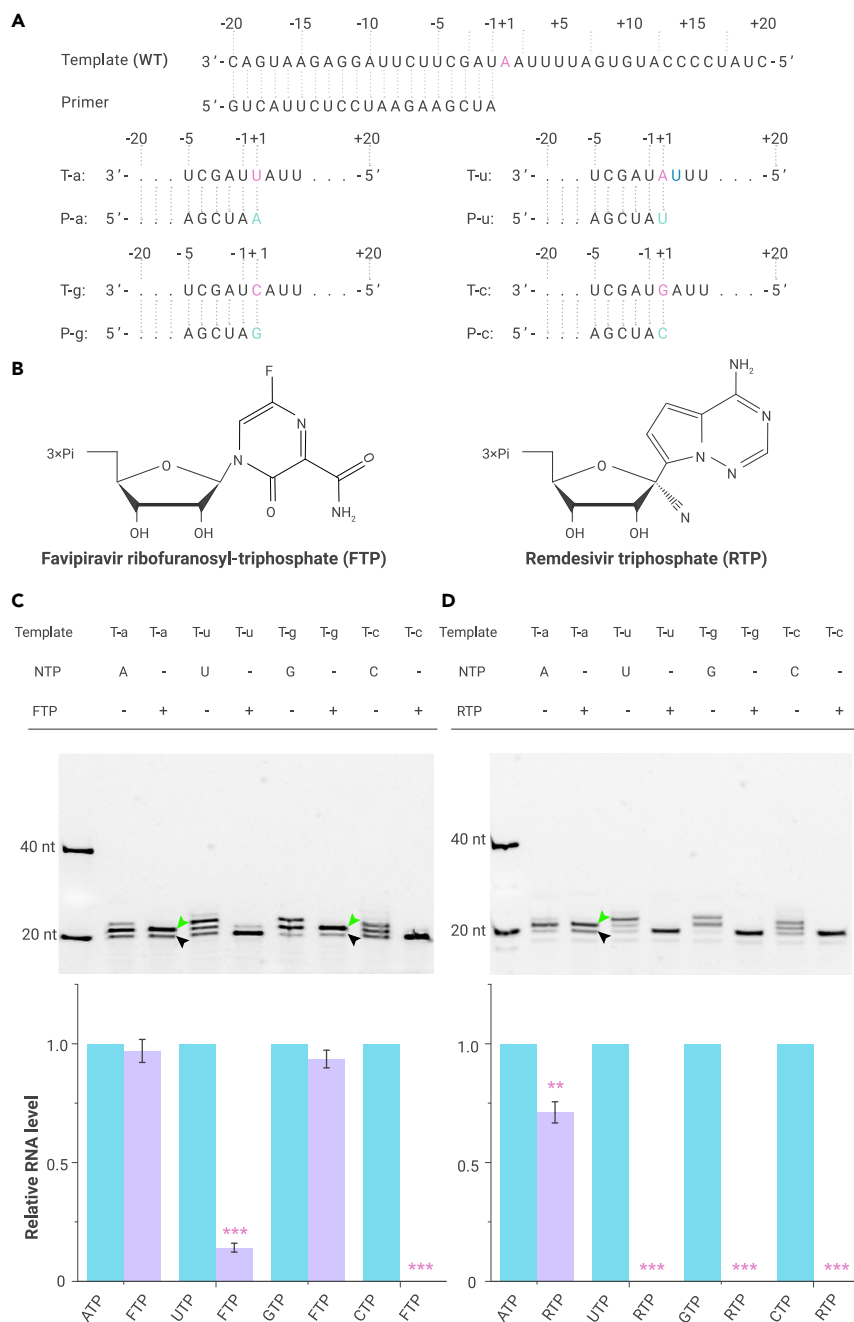 A
-20 -15 -10 -5 -1+1 +5 +10 +15 +20
Template (WT) 3′-CAGUAAGAGGAUUCUUCGAUAAUUUUAGUGUACCCCUAUC-5′
Primer 5′-GUCAUUCUCCUAAGAAGCUA
-20 -5 -1+1 +20
T-a: 3′- . . . UCGAUUAUU . . . -5′
P-a: 5′- . . . AGCUAA
-20 -5 -1+1 +20
T-u: 3′- . . . UCGAUAUUU . . . -5′
P-u: 5′- . . . AGCUAU
-20 -5 -1+1 +20
T-g: 3′- . . . UCGAUCAUU . . . -5′
P-g: 5′- . . . AGCUAG
-20 -5 -1+1 +20
T-c: 3′- . . . UCGAUGAUU . . . -5′
P-c: 5′- . . . AGCUAC
B
F
N
N
O
O
O
NH2
3×Pi
OH OH
Favipiravir ribofuranosyl-triphosphate (FTP)
NH2
N
N
N
O
N
3×Pi
OH OH
Remdesivir triphosphate (RTP)
C
Template T-a T-a T-u T-u T-g T-g T-c T-c
NTP A - U - G - C -
FTP - + - + - + - +
40 nt
20 nt
Relative RNA level
1.0
0.5
0
***
***
ATP FTP UTP FTP GTP FTP CTP FTP
D
Template T-a T-a T-u T-u T-g T-g T-c T-c
NTP A - U - G - C -
RTP - + - + - + - +
40 nt
20 nt
1.0
0.5
0
**
***
***
***
ATP RTP UTP RTP GTP RTP CTP RTP